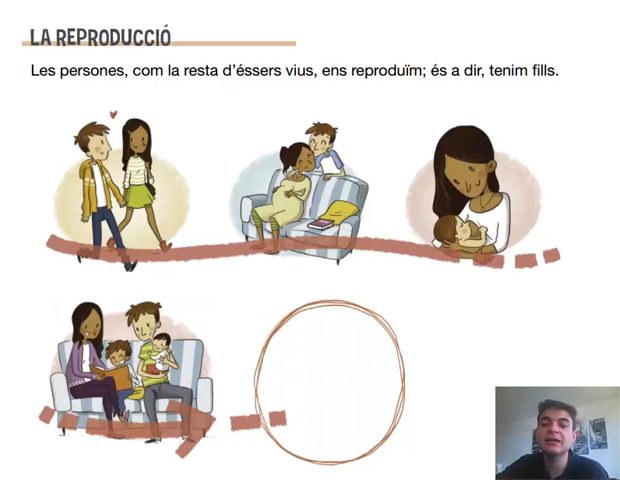 LA REPRODUCCIÓ
Les persones, com la resta d'éssers vius, ens reproduïm; és a dir, tenim fills.